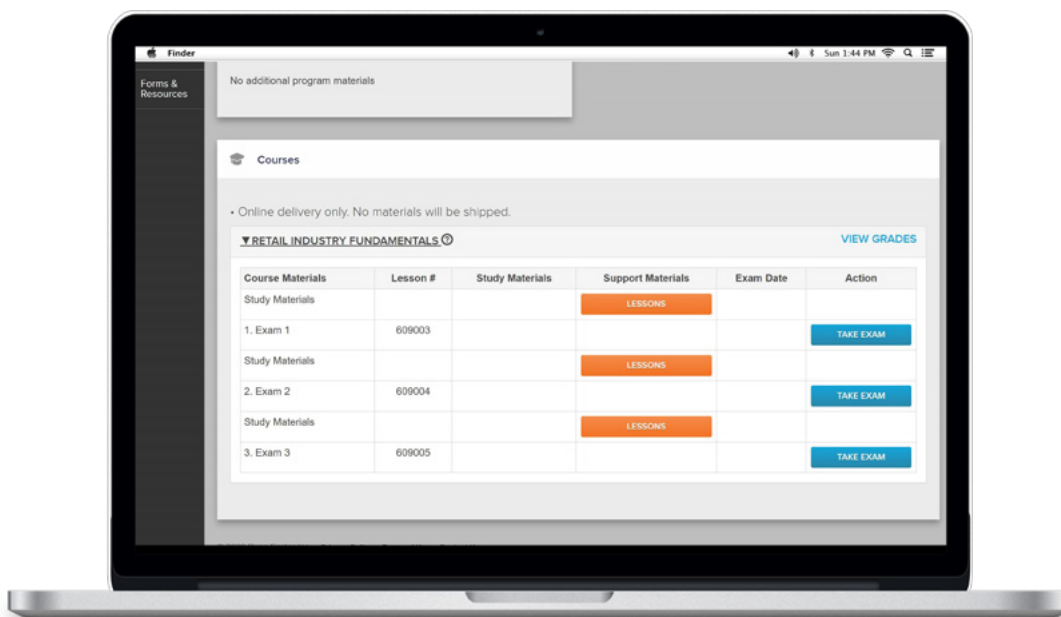 Finder
Sun 1:44 PM
Forms &
Resources
No additional program materials
Courses
• Online delivery only. No materials will be shipped.
▼RETAIL INDUSTRY FUNDAMENTALS ?
VIEW GRADES
Course Materials Lesson # Study Materials Support Materials Exam Date Action
Study Materials LESSONS
1. Exam 1 609003 TAKE EXAM
Study Materials LESSONS
2. Exam 2 609004 TAKE EXAM
Study Materials LESSONS
3. Exam 3 609005 TAKE EXAM